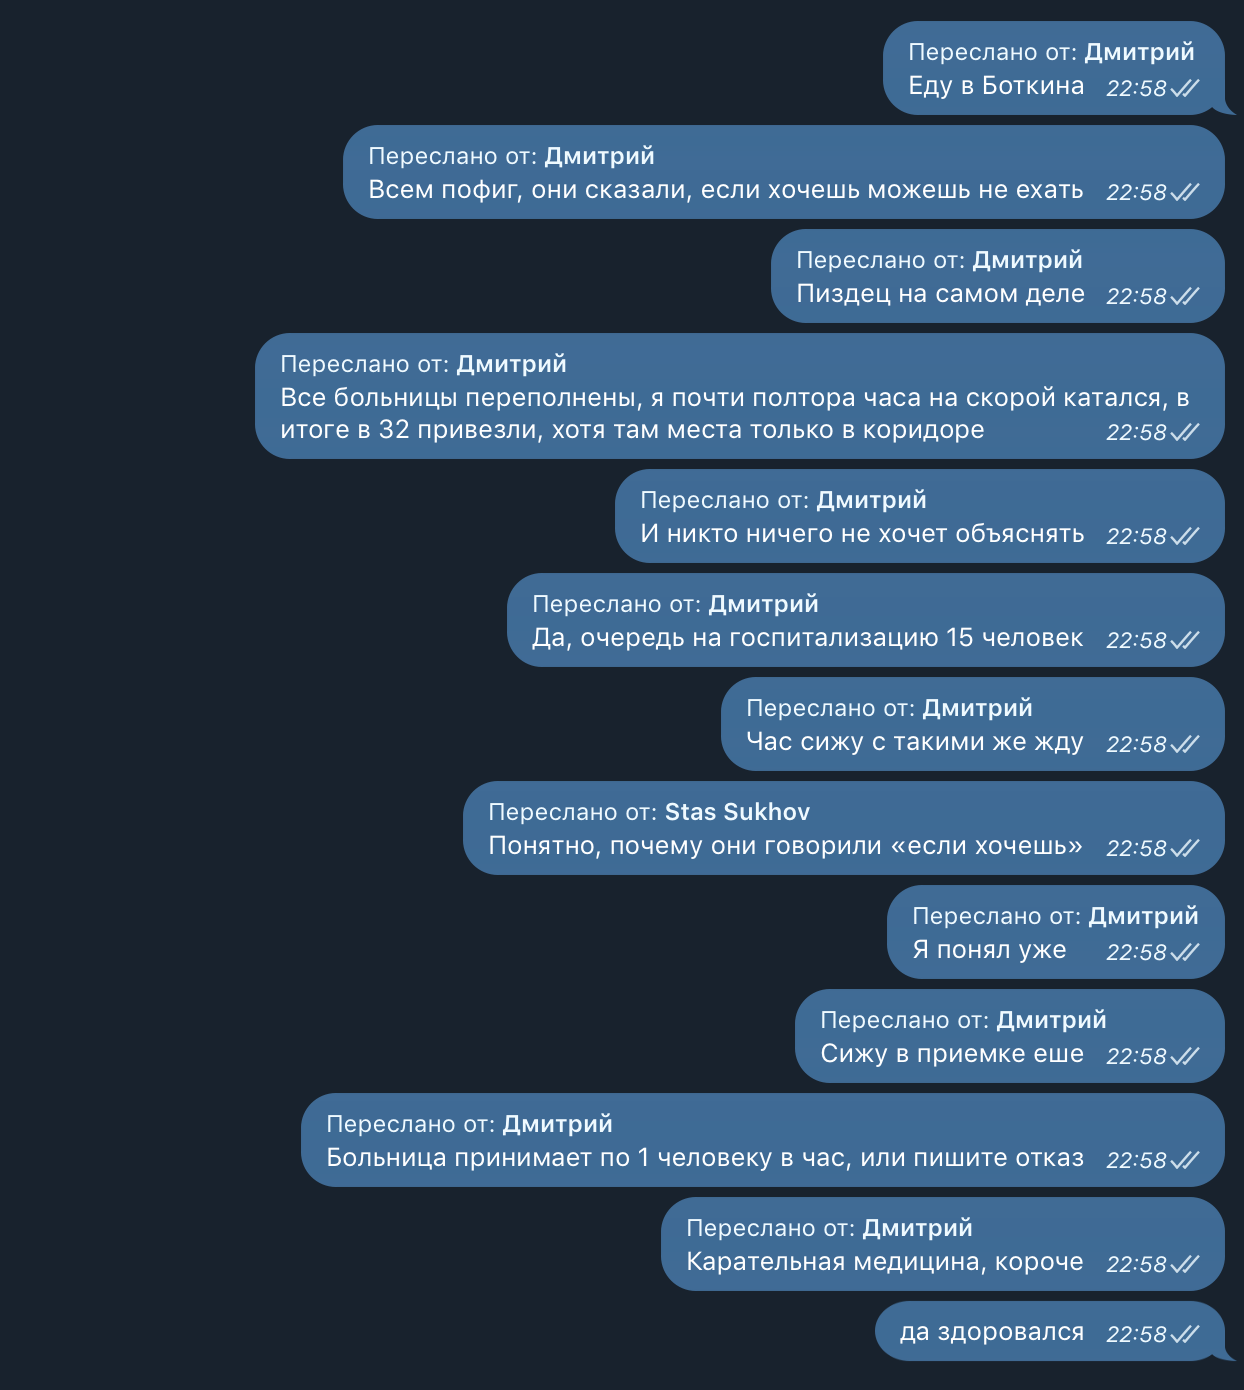 Переслано от: Дмитрий
Еду в Боткина 22:58
Переслано от: Дмитрий
Всем пофиг, они сказали, если хочешь можешь не ехать 22:58
Переслано от: Дмитрий
Пиздец на самом деле 22:58
Переслано от: Дмитрий
Все больницы переполнены, я почти полтора часа на скорой катался, в
итоге в 32 привезли, хотя там места только в коридоре 22:58
Переслано от: Дмитрий
И никто ничего не хочет объяснять 22:58
Переслано от: Дмитрий
Да, очередь на госпитализацию 15 человек 22:58
Переслано от: Дмитрий
Час сижу с такими же жду 22:58
Переслано от: Stas Sukhov
Понятно, почему они говорили «если хочешь» 22:58
Переслано от: Дмитрий
Я понял уже 22:58
Переслано от: Дмитрий
Сижу в приемке еше 22:58
Переслано от: Дмитрий
Больница принимает по 1 человеку в час, или пишите отказ 22:58
Переслано от: Дмитрий
Карательная медицина, короче 22:58
да здоровался 22:58